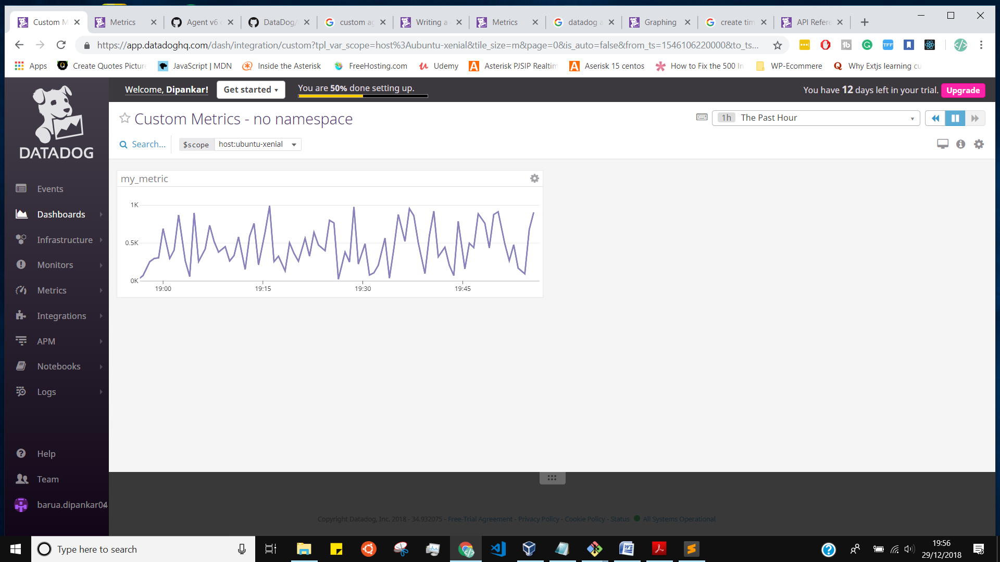 Custom M
Metrics
Agent v6
DataDog/
custom ag
Writing a
Metrics
datadog a
Graphing
create tim
API Refere
https://app.datadoghq.com/dash/integration/custom?tpl_var_scope=host%3Aubuntu-xenial&tile_size=m&page=0&is_auto=false&from_ts=1546106220000&to_ts...
Apps
Create Quotes Picture
JavaScript | MDN
Inside the Asterisk
FreeHosting.com
Udemy
Asterisk PJSIP Realtim
Aserisk 15 centos
How to Fix the 500 In
WP-Ecommere
Why Extjs learning cu
Welcome, Dipankar!
Get started
You are 50% done setting up.
You have 12 days left in your trial.
Upgrade
DATADOG
Custom Metrics - no namespace
1h The Past Hour
Search...
$scope host:ubuntu-xenial
Events
Dashboards
Infrastructure
Monitors
Metrics
Integrations
APM
Notebooks
Logs
Help
Team
barua.dipankar04
my_metric
1K
0.5K
0K
19:00 19:15 19:30 19:45
Copyright Datadog, Inc. 2018 - 34.932075 - Free-Trial Agreement - Privacy Policy - Cookie Policy - Status All Systems Operational
Type here to search
19:56
29/12/2018